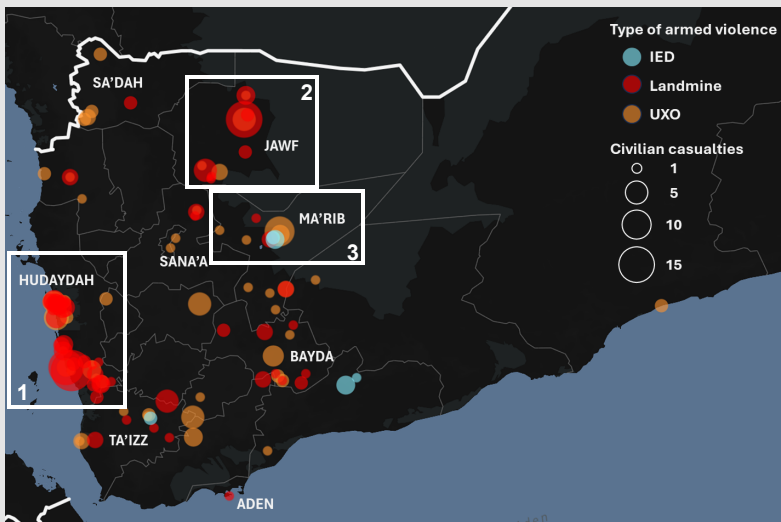 Type of armed violence
IED
Landmine
UXO
Civilian casualties
1
5
10
15
SA'DAH
2
JAWF
MA'RIB
3
SANA'A
HUDAYDAH
1
BAYDA
TA'IZZ
ADEN